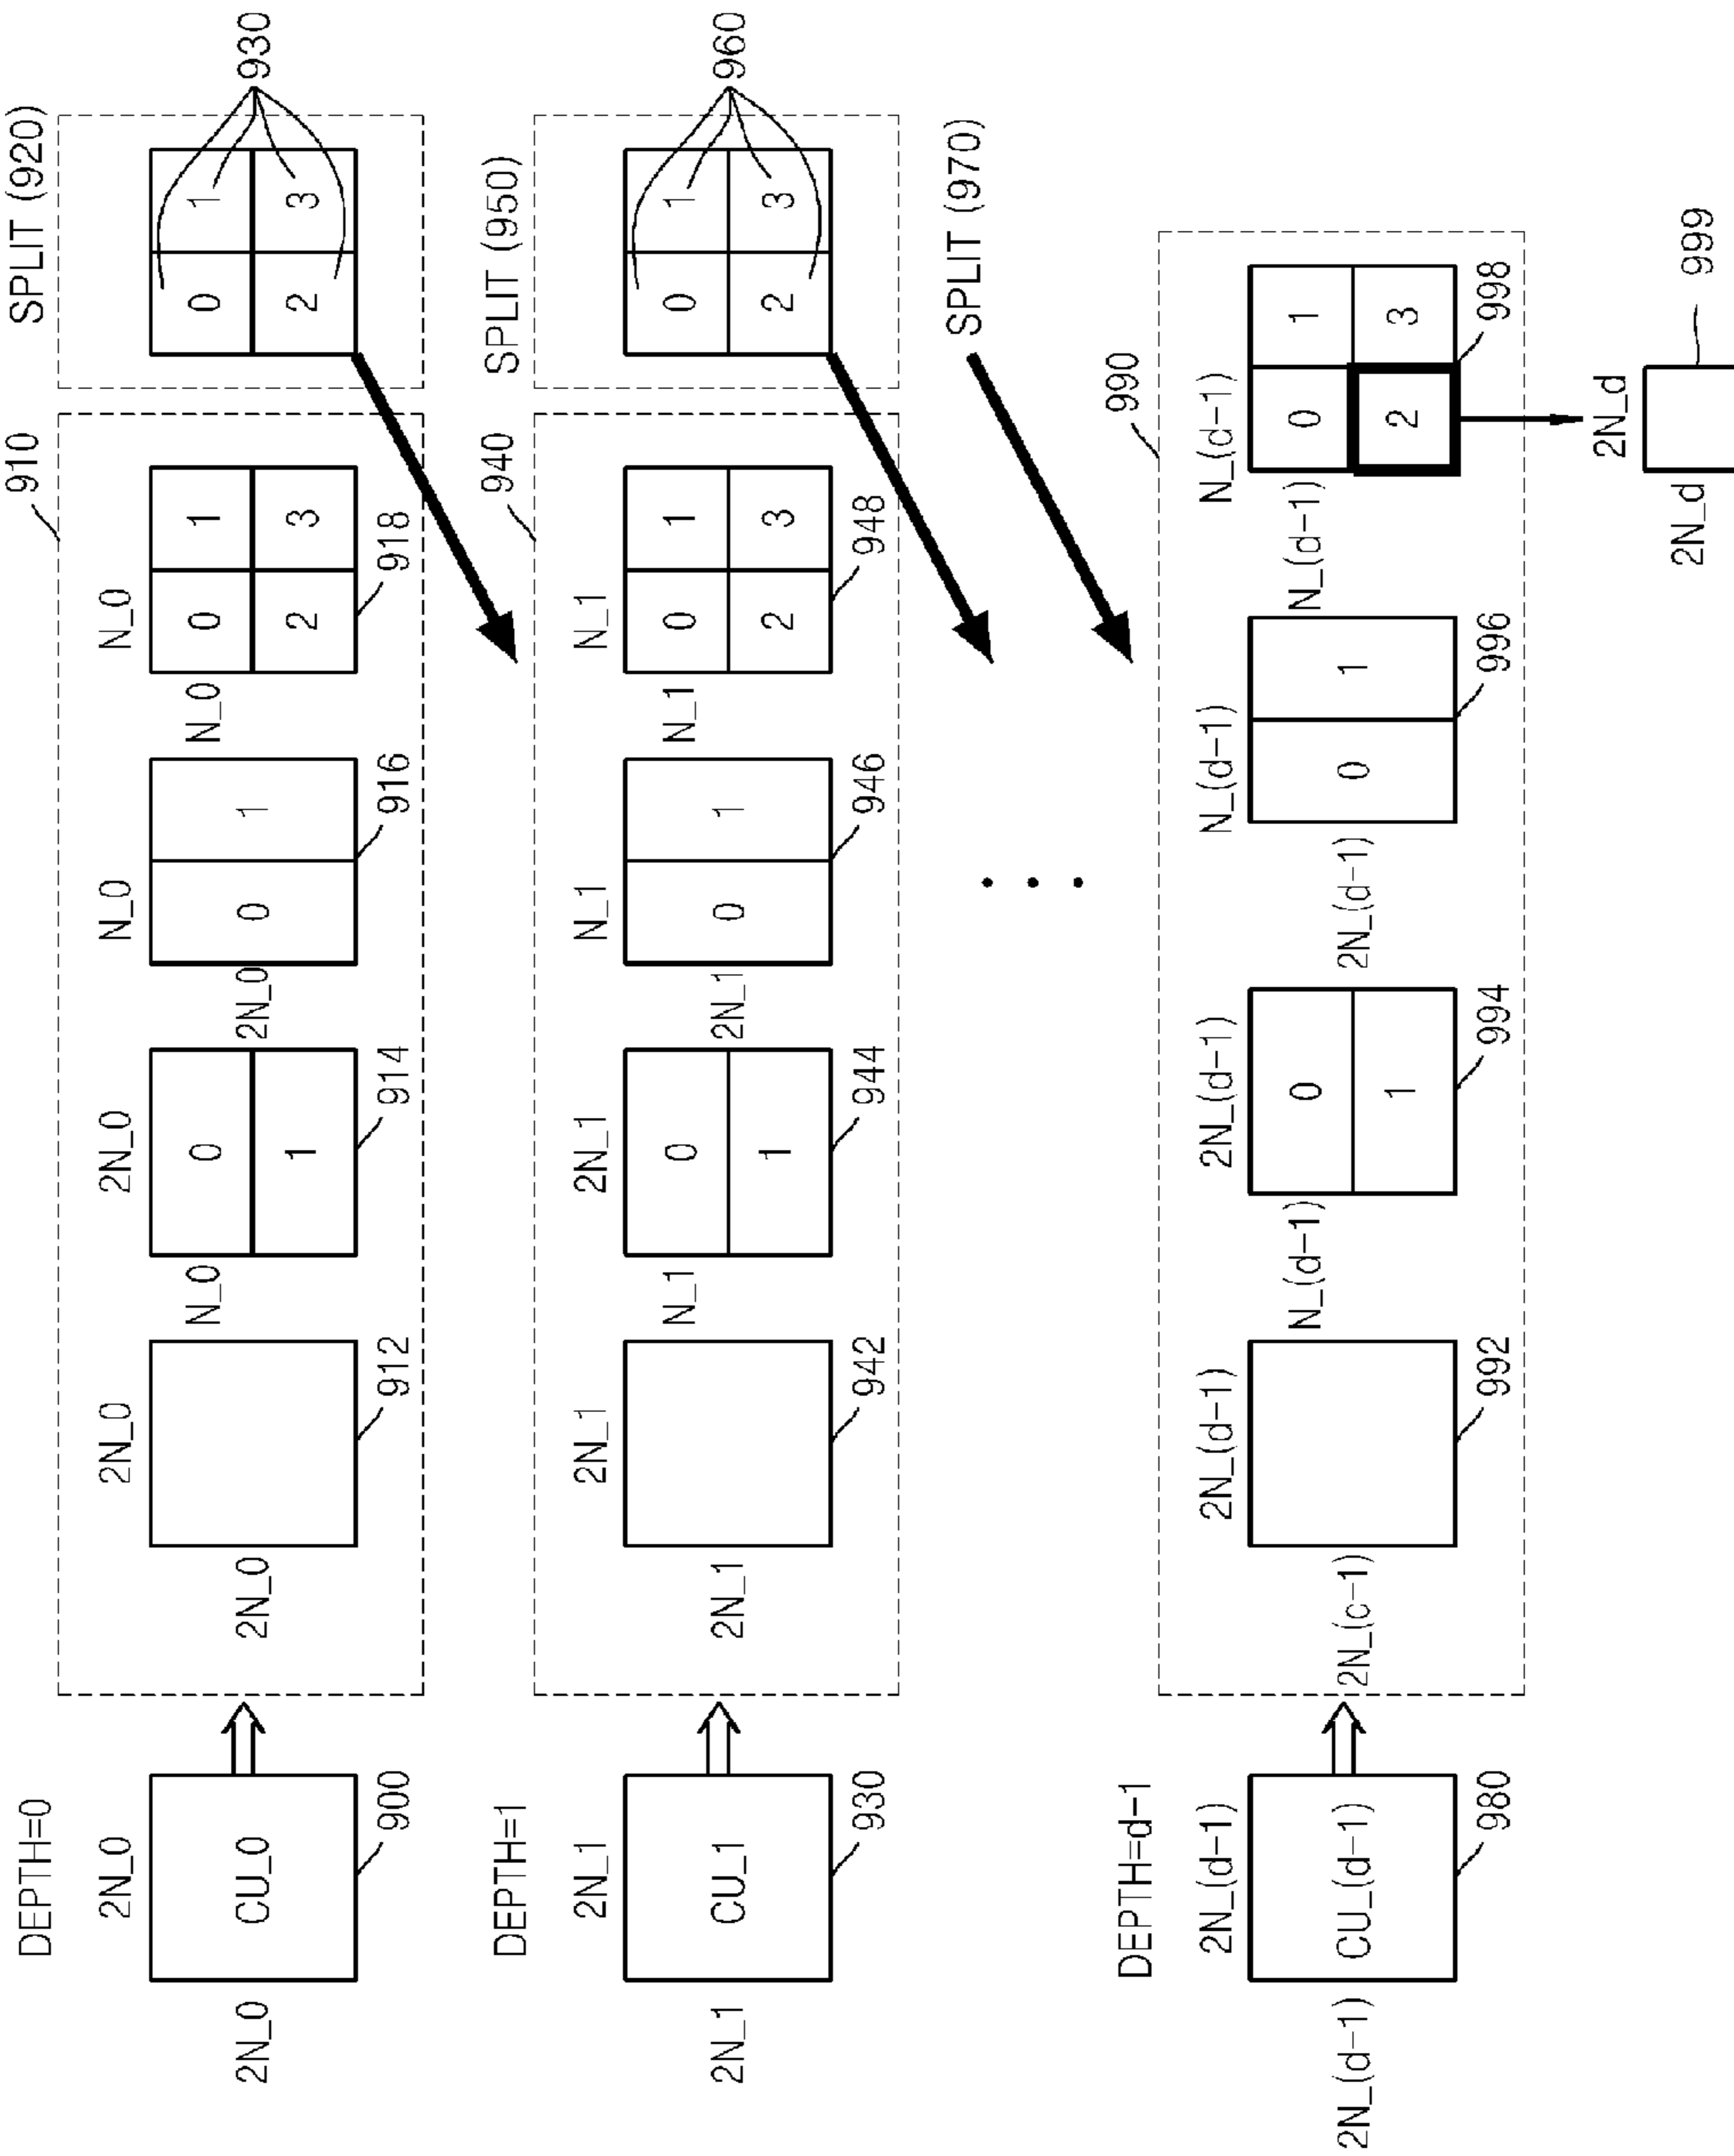 DEPTH=0
2N_0
2N_0
CU_0
900
910
2N_0
2N_0
912
2N_0
N_0
0
1
914
N_0
2N_0
0
1
916
N_0
N_0
0
1
2
3
918
SPLIT (920)
0
1
2
3
930
DEPTH=1
2N_1
2N_1
CU_1
930
940
2N_1
2N_1
942
2N_1
N_1
0
1
944
N_1
2N_1
0
1
946
N_1
N_1
0
1
2
3
948
SPLIT (950)
0
1
2
3
960
SPLIT (970)
DEPTH=d-1
2N_(d-1)
2N_(d-1)
CU_(d-1)
980
990
2N_(d-1)
2N_(c-1)
992
2N_(d-1)
N_(d-1)
0
1
994
N_(d-1)
2N_(d-1)
0
1
996
N_(d-1)
N_(d-1)
0
1
2
3
998
2N_d
2N_d
999